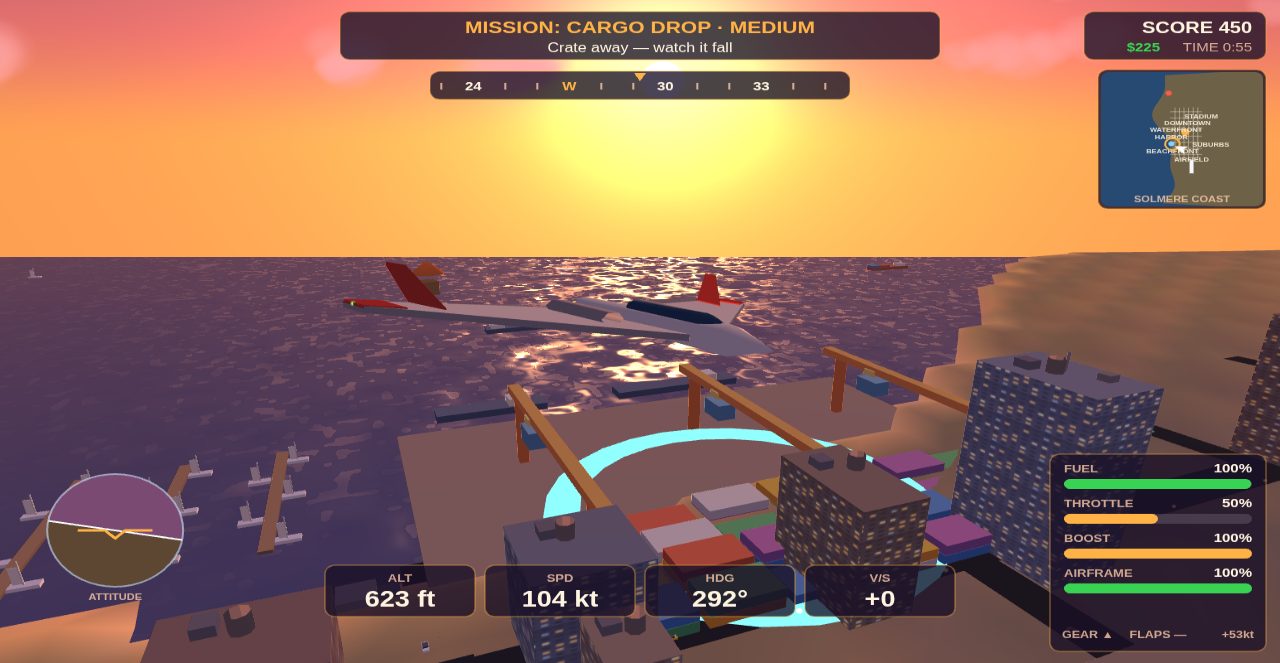 MISSION: CARGO DROP · MEDIUM
Crate away — watch it fall
SCORE 450
$225 TIME 0:55
24 W 30 33
STADIUM
DOWNTOWN
WATERFRONT
HARBOR
SUBURBS
BEACHFRONT
AIRFIELD
SOLMERE COAST
FUEL 100%
THROTTLE 50%
BOOST 100%
AIRFRAME 100%
GEAR ▲ FLAPS — +53kt
ATTITUDE
ALT SPD HDG V/S
623 ft 104 kt 292° +0